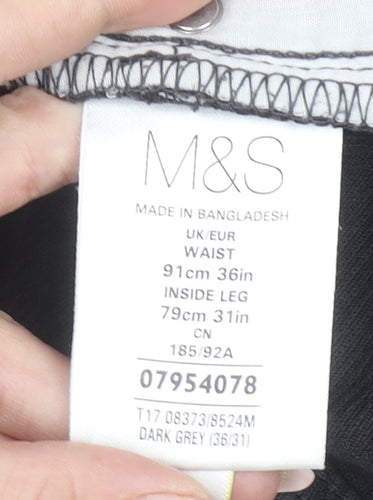 M&S
MADE IN BANGLADESH
UK/EUR
WAIST
91cm 36in
INSIDE LEG
79cm 31in
CN
185/92A
07954078
T17 08373/8524M
DARK GREY (36/31)